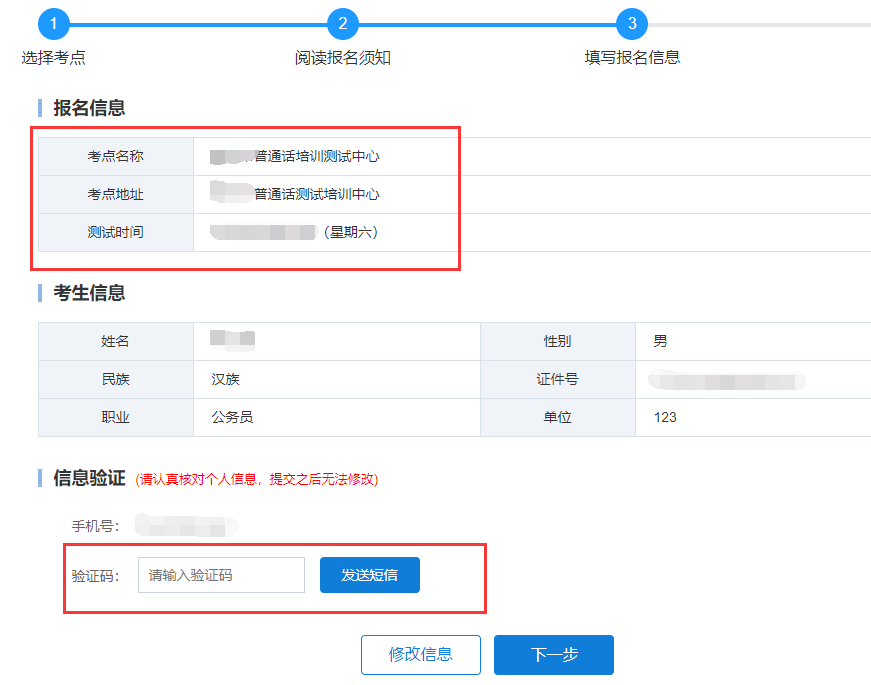 1 2 3
选择考点 阅读报名须知 填写报名信息
报名信息
考点名称 普通话培训测试中心
考点地址 普通话测试培训中心
测试时间 （星期六）
考生信息
姓名 性别 男
民族 汉族 证件号
职业 公务员 单位 123
信息验证 (请认真核对个人信息，提交之后无法修改)
手机号：
验证码： 请输入验证码 发送短信
修改信息 下一步